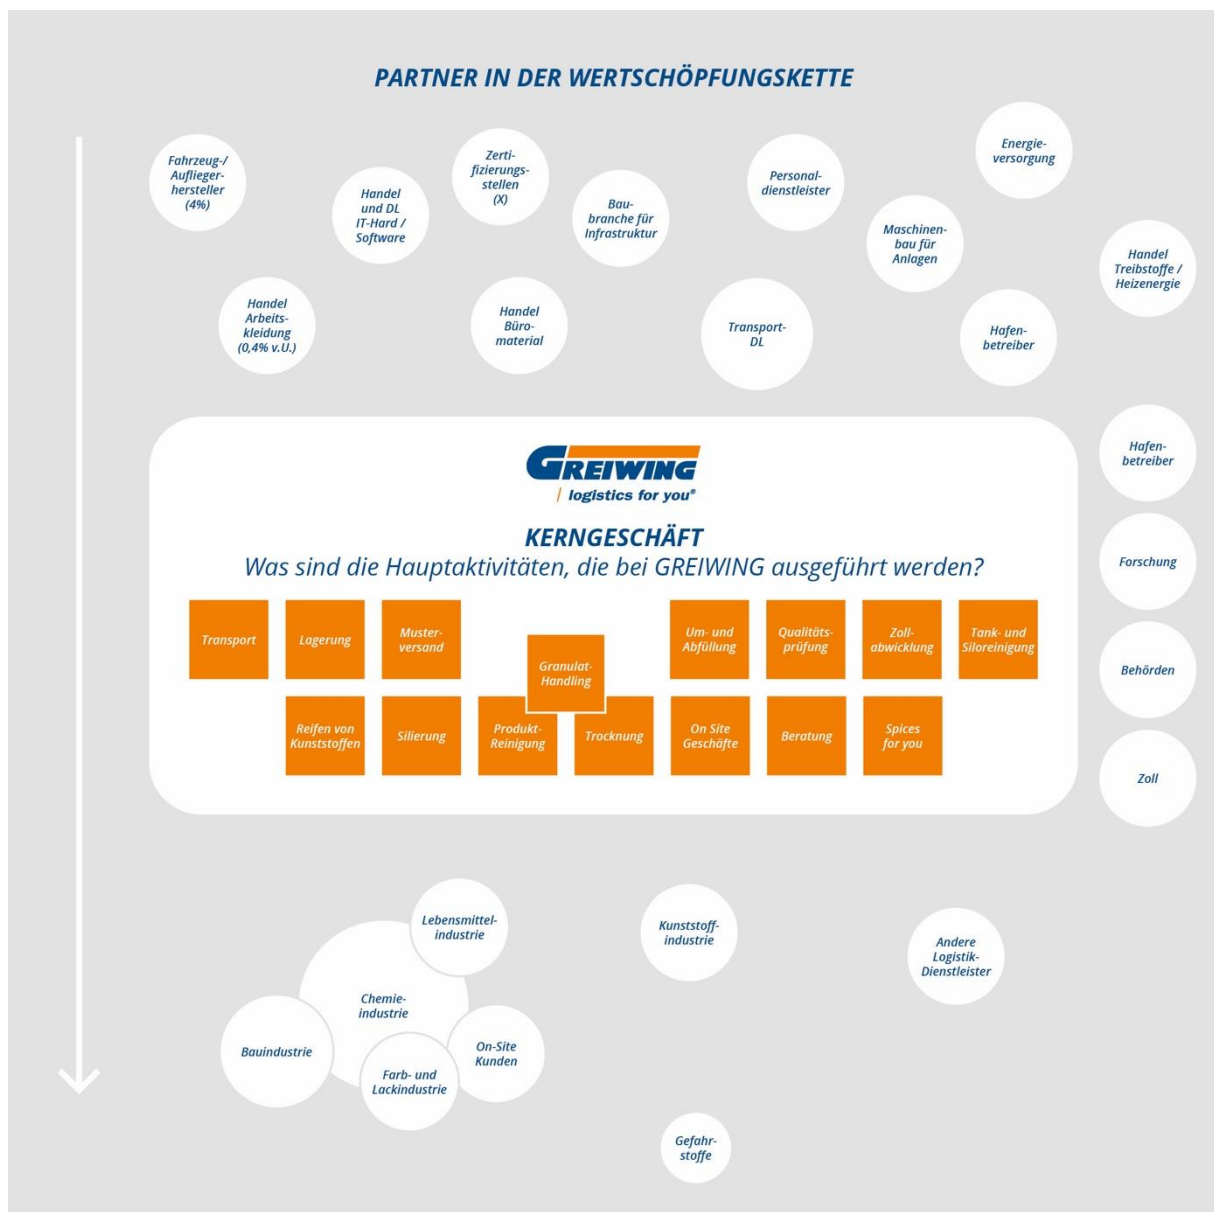 PARTNER IN DER WERTSCHÖPFUNGSKETTE
Fahrzeug-/
Auflieger-
hersteller
(4%)
Handel
und DL
IT-Hard /
Software
Zerti-
fizierungs-
stellen
(X)
Bau-
branche für
Infrastruktur
Personal-
dienstleister
Maschinen-
bau für
Anlagen
Energie-
versorgung
Handel
Treibstoffe /
Heizenergie
Handel
Arbeits-
kleidung
(0,4% v.U.)
Handel
Büro-
material
Transport-
DL
Hafen-
betreiber
GREIWING
logistics for you®
KERNGESCHÄFT
Was sind die Hauptaktivitäten, die bei GREIWING ausgeführt werden?
Transport
Lagerung
Muster-
versand
Granulat-
Handling
Um- und
Abfüllung
Qualitäts-
prüfung
Zoll-
abwicklung
Tank- und
Siloreinigung
Reifen von
Kunststoffen
Silierung
Produkt-
Reinigung
Trocknung
On Site
Geschäfte
Beratung
Spices
for you
Hafen-
betreiber
Forschung
Behörden
Zoll
Lebensmittel-
industrie
Chemie-
industrie
Bauindustrie
Farb- und
Lackindustrie
On-Site
Kunden
Kunststoff-
industrie
Andere
Logistik-
Dienstleister
Gefahr-
stoffe